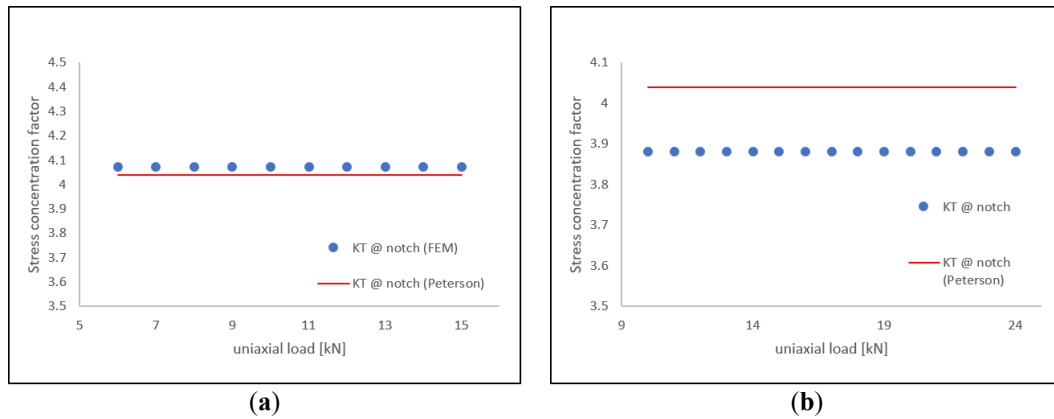 4.5
4.4
4.3
4.2
4.1
4
3.9
3.8
3.7
3.6
3.5
Stress concentration factor
KT @ notch (FEM)
KT @ notch (Peterson)
5 7 9 11 13 15
uniaxial load [kN]
(a)
4.1
4
3.9
3.8
3.7
3.6
3.5
Stress concentration factor
KT @ notch
KT @ notch
(Peterson)
9 14 19 24
uniaxial load [kN]
(b)